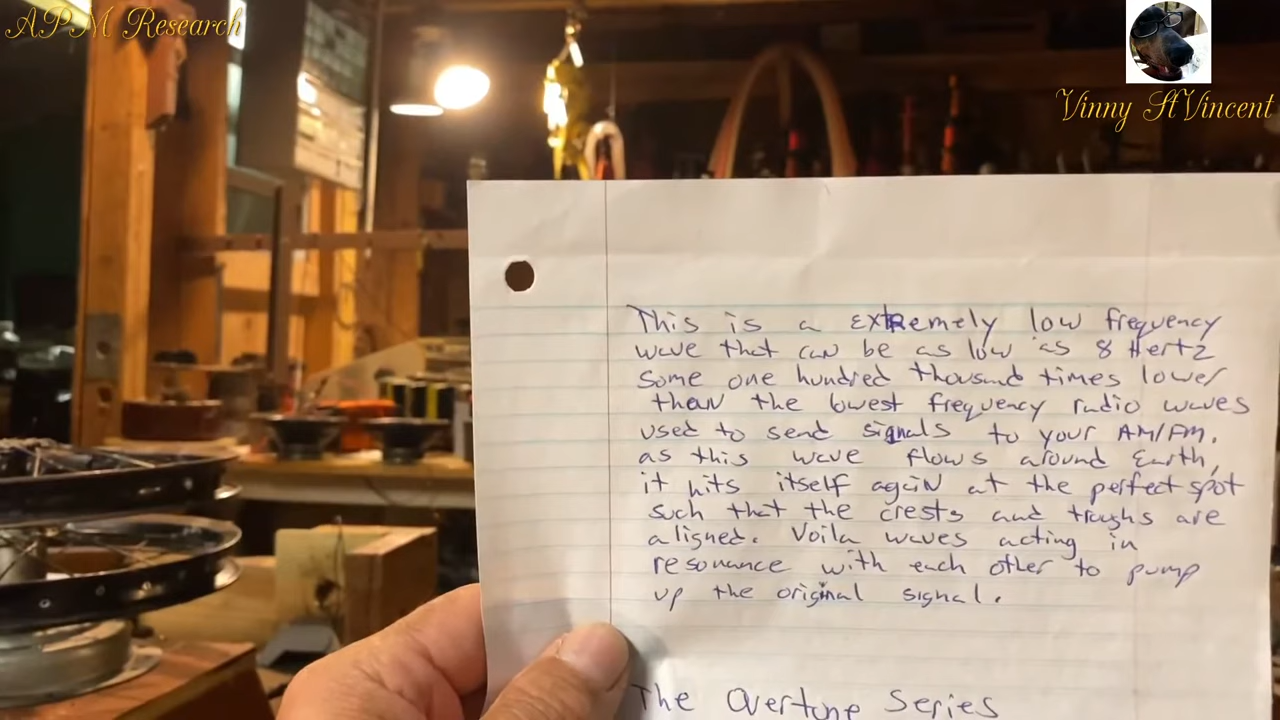 APM Research
Vinny StVincent
This is a extremely low frequency
wave that can be as low as 8 Hertz
some one hundred thousand times lower
than the lowest frequency radio waves
used to send signals to your AM/FM.
as this wave flows around Earth,
it hits itself again at the perfect spot
such that the crests and troughs are
aligned. Voila waves acting in
resonance with each other to pump
up the original signal.
The Overtone Series